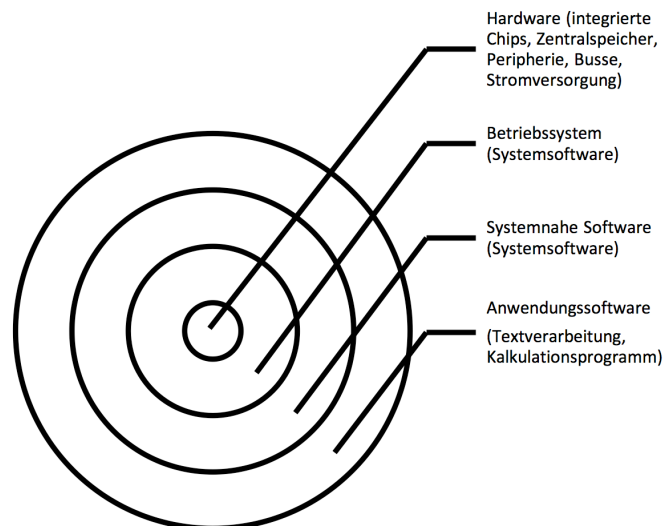 Hardware (integrierte
Chips, Zentralspeicher,
Peripherie, Busse,
Stromversorgung)
Betriebssystem
(Systemsoftware)
Systemnahe Software
(Systemsoftware)
Anwendungssoftware
(Textverarbeitung,
Kalkulationsprogramm)